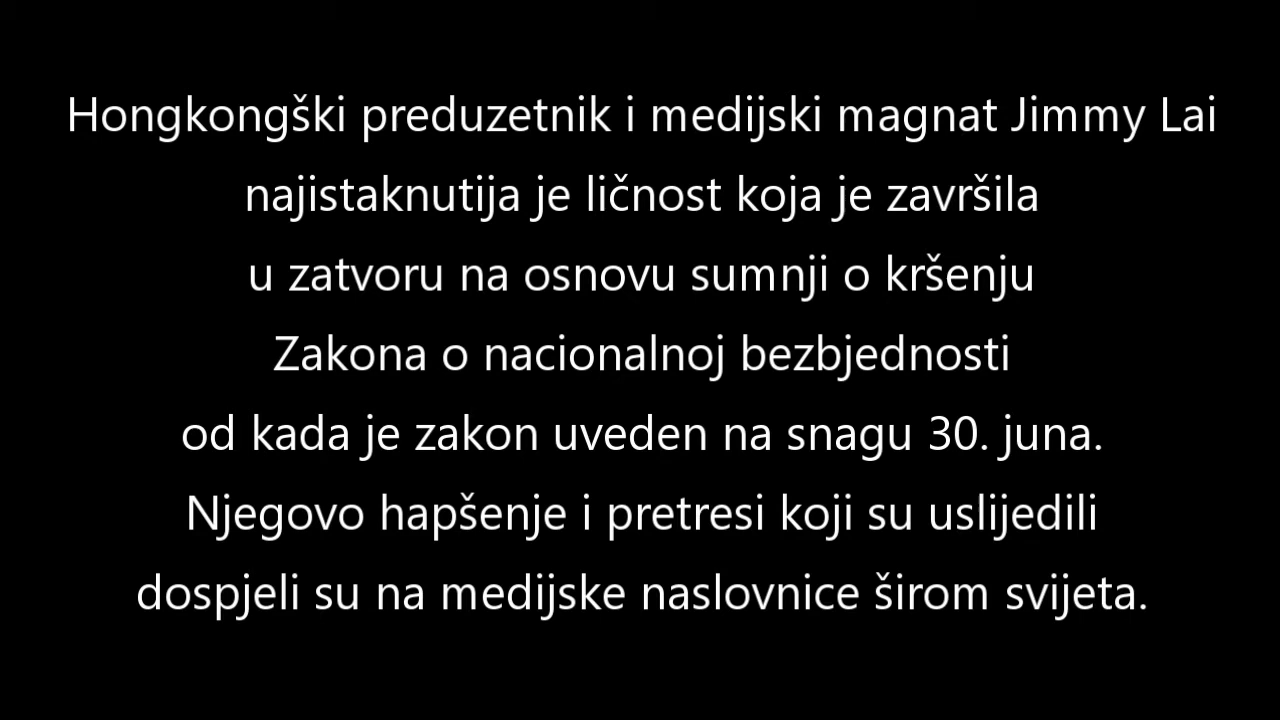 Hongkongški preduzetnik i medijski magnat Jimmy Lai
najistaknutija je ličnost koja je završila
u zatvoru na osnovu sumnji o kršenju
Zakona o nacionalnoj bezbjednosti
od kada je zakon uveden na snagu 30. juna.
Njegovo hapšenje i pretresi koji su uslijedili
dospjeli su na medijske naslovnice širom svijeta.